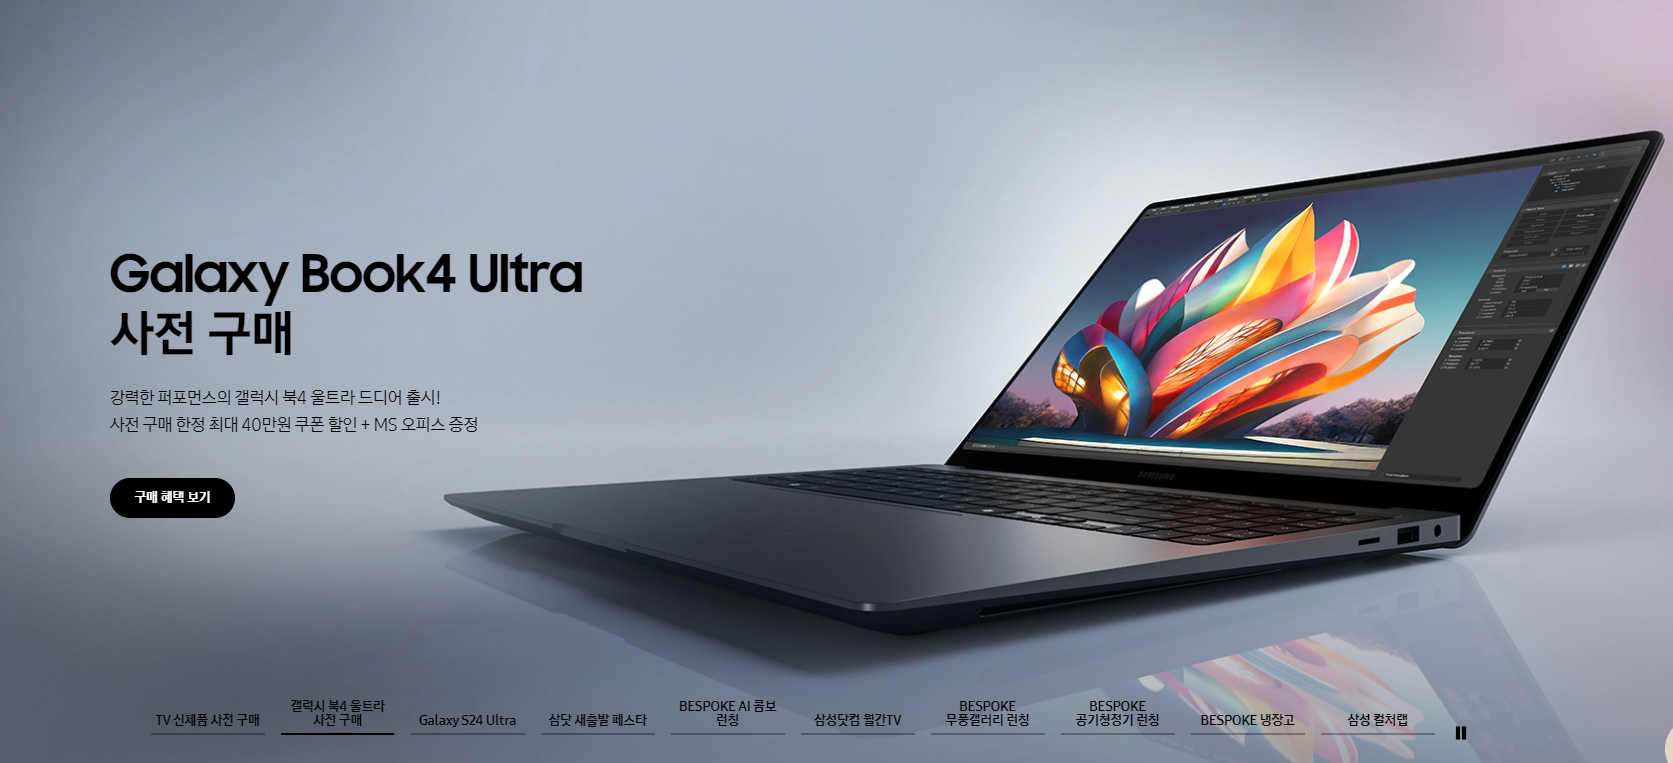 Galaxy Book4 Ultra
사전 구매
강력한 퍼포먼스의 갤럭시 북4 울트라 드디어 출시!
사전 구매 한정 최대 40만원 쿠폰 할인 + MS 오피스 증정
구매 혜택 보기
SAMSUNG
TV 신제품 사전 구매
갤럭시 북4 울트라
사전 구매
Galaxy S24 Ultra
삼닷 새출발 페스타
BESPOKE AI 콤보
런칭
삼성닷컴 월간TV
BESPOKE
무풍갤러리 런칭
BESPOKE
공기청정기 런칭
BESPOKE 냉장고
삼성 컬처랩